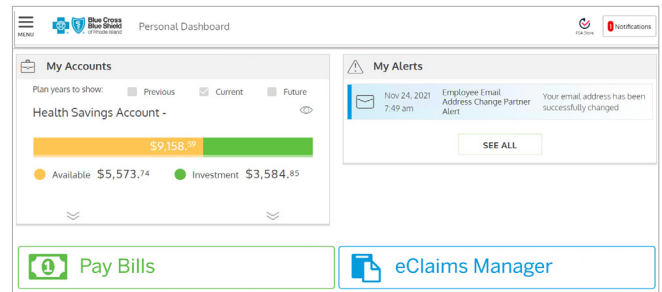 MENU
Blue Cross
Blue Shield
of Rhode Island
Personal Dashboard
FSA Store
1 Notifications
My Accounts
Plan years to show: Previous Current Future
Health Savings Account -
$9,158.59
Available $5,573.74 Investment $3,584.85
My Alerts
Nov 24, 2021
7:49 am
Employee Email
Address Change Partner
Alert
Your email address has been
successfully changed
SEE ALL
1 Pay Bills
eClaims Manager